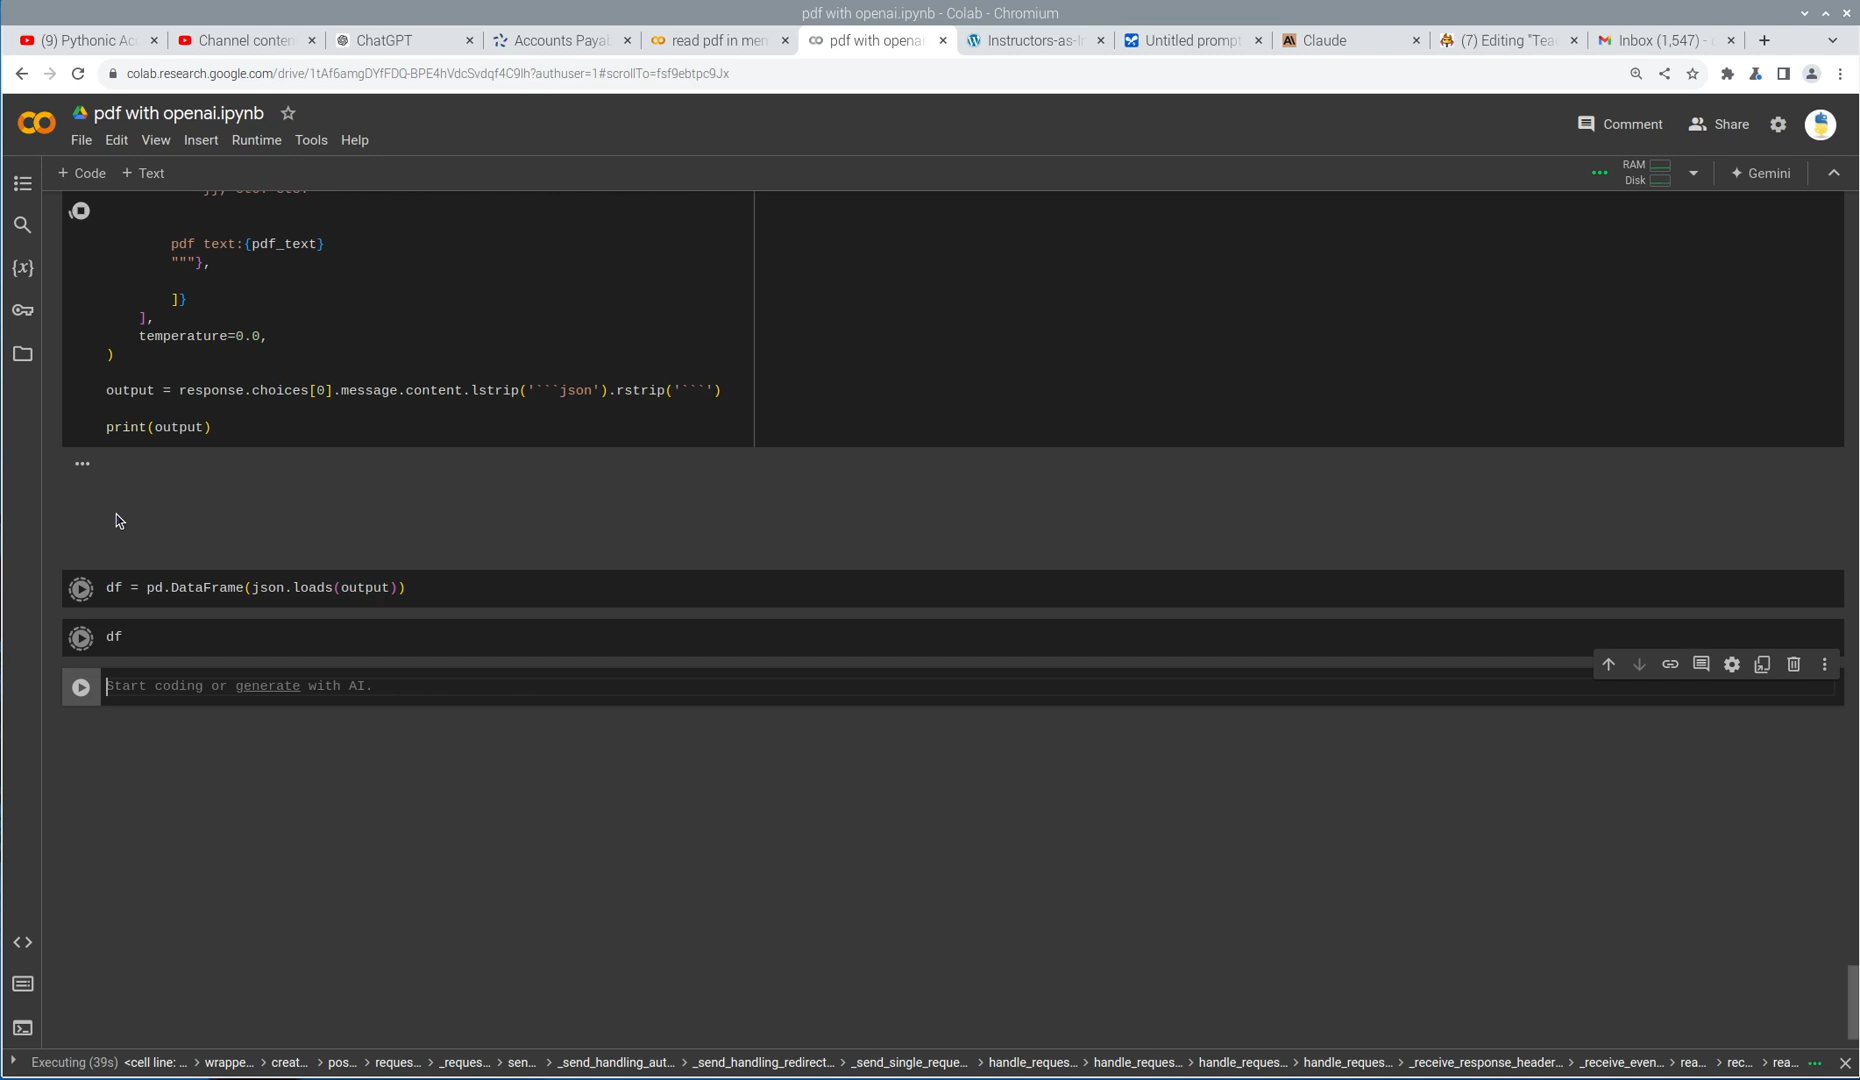 pdf with openai.ipynb - Colab - Chromium
(9) Pythonic Ac
Channel conten
ChatGPT
Accounts Payab
read pdf in mem
pdf with openai
Instructors-as-In
Untitled prompt
Claude
(7) Editing "Tea
Inbox (1,547) - c
colab.research.google.com/drive/1tAf6amgDYfFDQ-BPE4hVdcSvdqf4C9lh?authuser=1#scrollTo=fsf9ebtpc9Jx
pdf with openai.ipynb
Comment
Share
File Edit View Insert Runtime Tools Help
+ Code + Text
RAM
Disk
Gemini
pdf text:{pdf_text}
"""},
]}
],
temperature=0.0,
)
output = response.choices[0].message.content.lstrip('```json').rstrip('```')
print(output)
...
df = pd.DataFrame(json.loads(output))
df
Start coding or generate with AI.
Executing (39s) <cell line: ... > wrappe... > creat... > pos... > reques... > _reques... > sen... > _send_handling_aut... > _send_handling_redirect... > _send_single_reque... > handle_reques... > handle_reques... > handle_reques... > handle_reques... > _receive_response_header... > _receive_even... > rea... > rec... > rea...